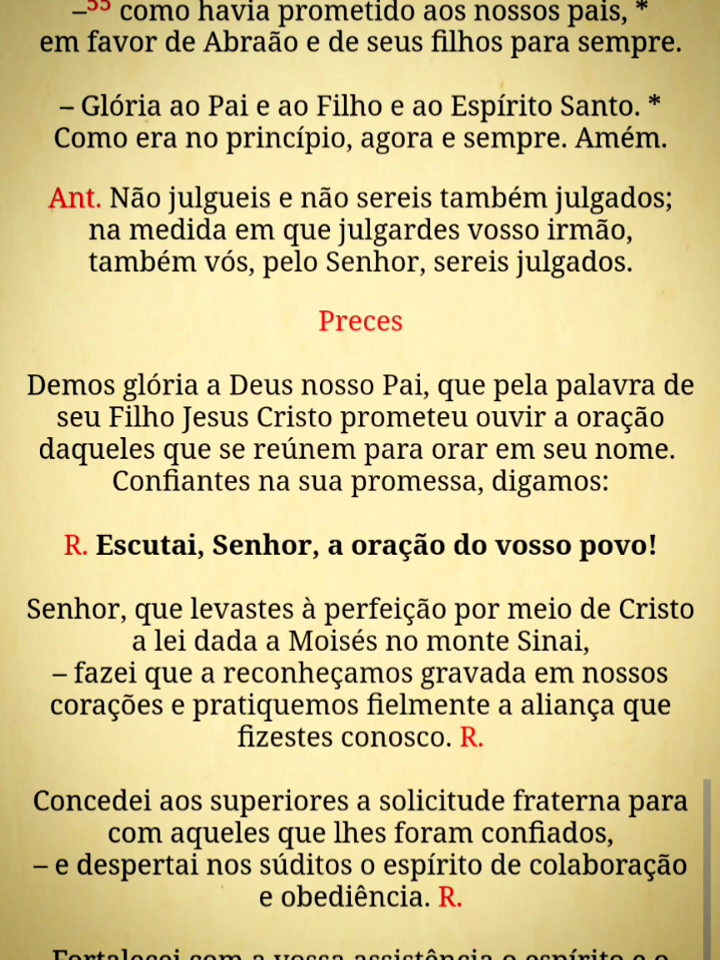 –55 como havia prometido aos nossos pais, *
em favor de Abraão e de seus filhos para sempre.
– Glória ao Pai e ao Filho e ao Espírito Santo. *
Como era no princípio, agora e sempre. Amém.
Ant. Não julgueis e não sereis também julgados;
na medida em que julgardes vosso irmão,
também vós, pelo Senhor, sereis julgados.
Preces
Demos glória a Deus nosso Pai, que pela palavra de
seu Filho Jesus Cristo prometeu ouvir a oração
daqueles que se reúnem para orar em seu nome.
Confiantes na sua promessa, digamos:
R. Escutai, Senhor, a oração do vosso povo!
Senhor, que levastes à perfeição por meio de Cristo
a lei dada a Moisés no monte Sinai,
– fazei que a reconheçamos gravada em nossos
corações e pratiquemos fielmente a aliança que
fizestes conosco. R.
Concedei aos superiores a solicitude fraterna para
com aqueles que lhes foram confiados,
– e despertai nos súditos o espírito de colaboração
e obediência. R.
Fortalecei com a vossa assistência o espírito e o